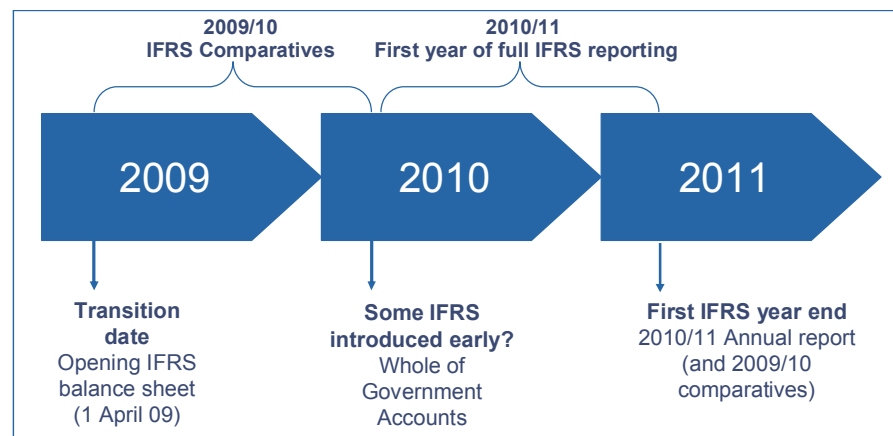 2009/10
IFRS Comparatives
2010/11
First year of full IFRS reporting
2009
2010
2011
Transition
date
Opening IFRS
balance sheet
(1 April 09)
Some IFRS
introduced early?
Whole of
Government
Accounts
First IFRS year end
2010/11 Annual report
(and 2009/10
comparatives)